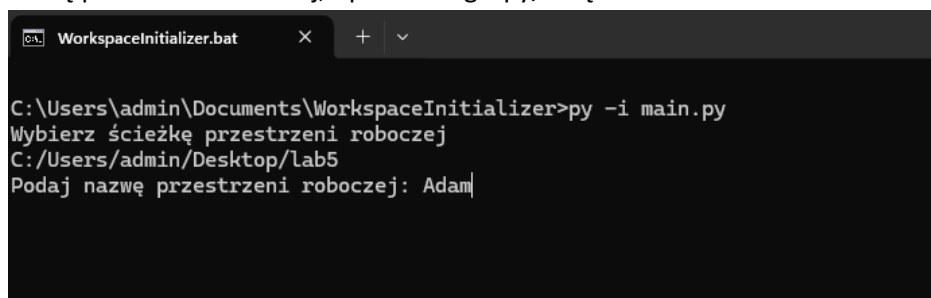 WorkspaceInitializer.bat
C:\Users\admin\Documents\WorkspaceInitializer>py -i main.py
Wybierz ścieżkę przestrzeni roboczej
C:/Users/admin/Desktop/lab5
Podaj nazwę przestrzeni roboczej: Adam